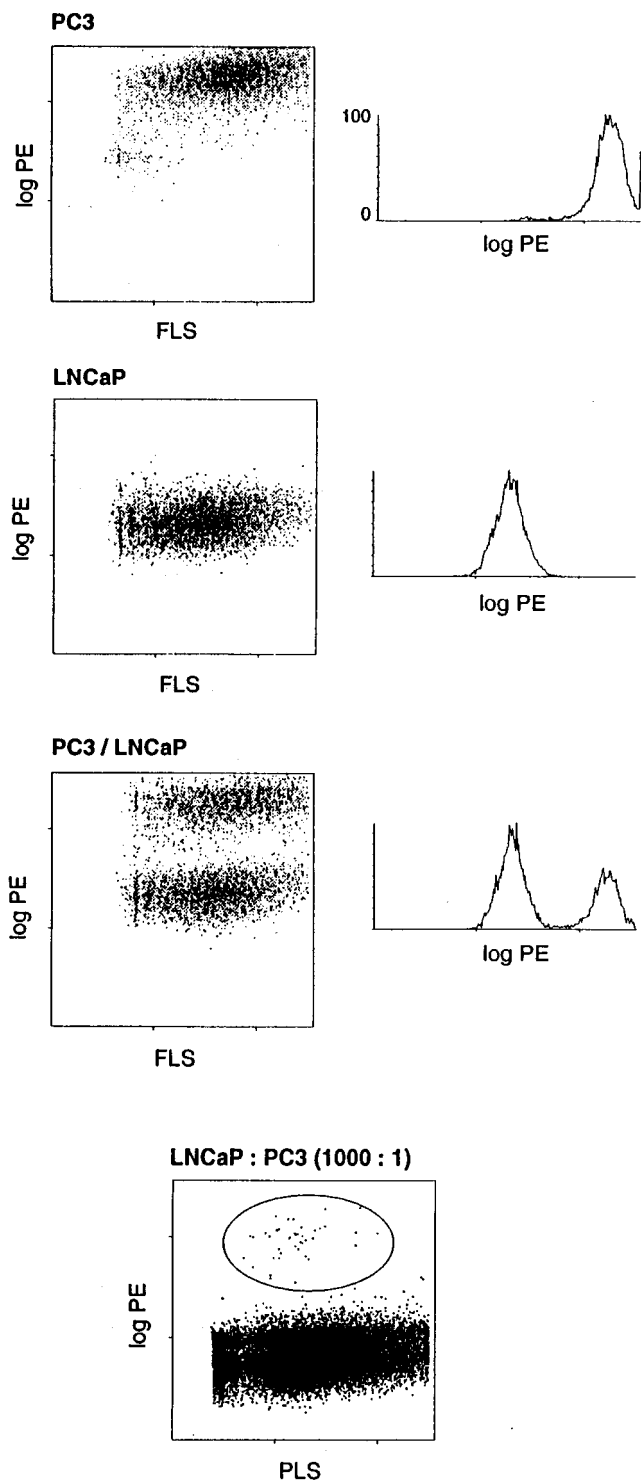 PC3
log PE
FLS
100
0
log PE
LNCaP
log PE
FLS
log PE
PC3 / LNCaP
log PE
FLS
log PE
LNCaP : PC3 (1000 : 1)
log PE
PLS